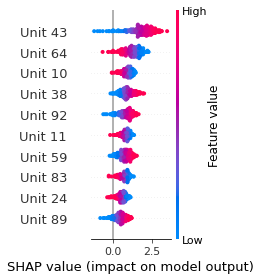 High
Unit 43
Unit 64
Unit 10
Unit 38
Unit 92
Unit 11
Unit 59
Unit 83
Unit 24
Unit 89
Feature value
Low
0.0 2.5
SHAP value (impact on model output)